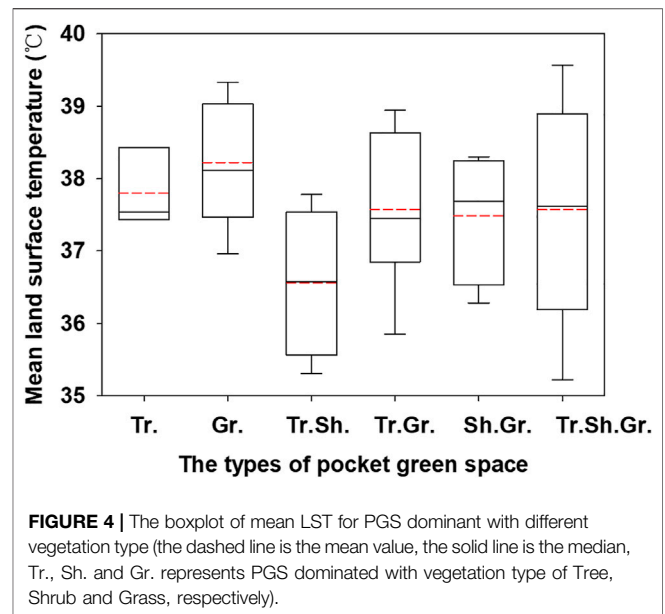 40
39
38
37
36
35
Mean land surface temperature (℃)
Tr. Gr. Tr.Sh. Tr.Gr. Sh.Gr. Tr.Sh.Gr.
The types of pocket green space
FIGURE 4 | The boxplot of mean LST for PGS dominant with different
vegetation type (the dashed line is the mean value, the solid line is the median,
Tr., Sh. and Gr. represents PGS dominated with vegetation type of Tree,
Shrub and Grass, respectively).